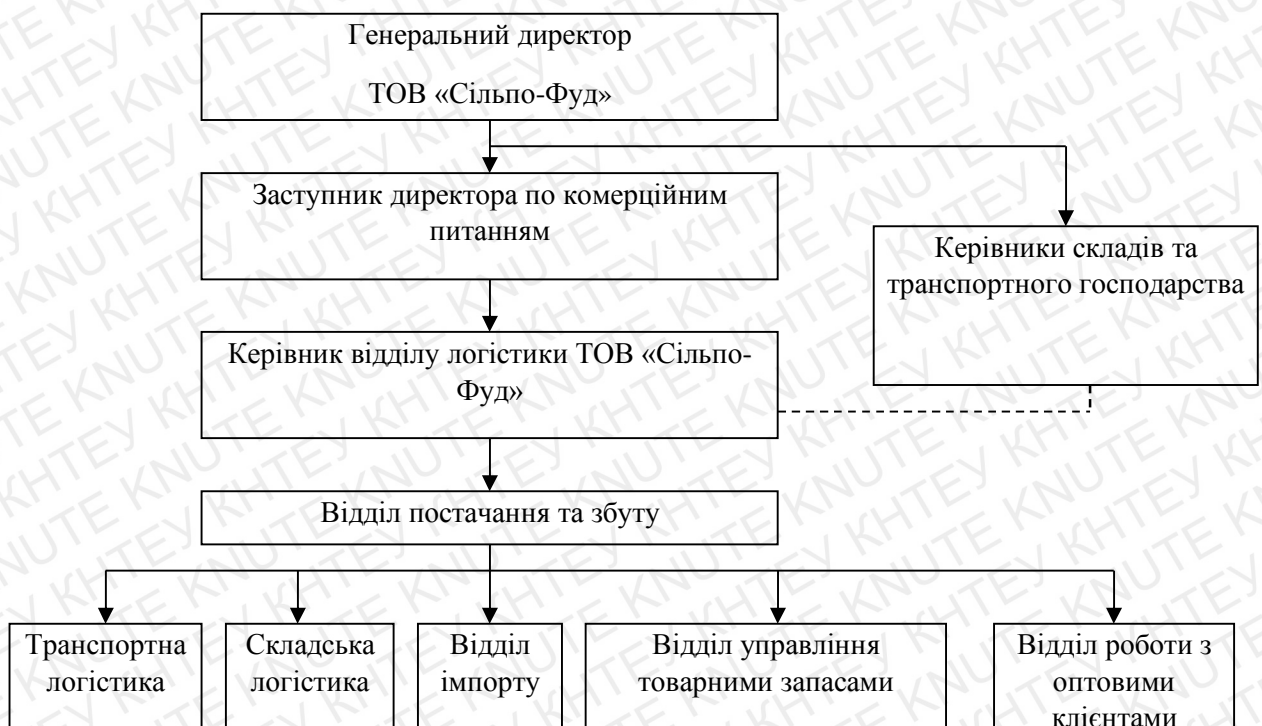 Генеральний директор
ТОВ «Сільпо-Фуд»
Заступник директора по комерційним
питанням
Керівники складів та
транспортного господарства
Керівник відділу логістики ТОВ «Сільпо-
Фуд»
Відділ постачання та збуту
Транспортна
логістика
Складська
логістика
Відділ
імпорту
Відділ управління
товарними запасами
Відділ роботи з
оптовими
клієнтами